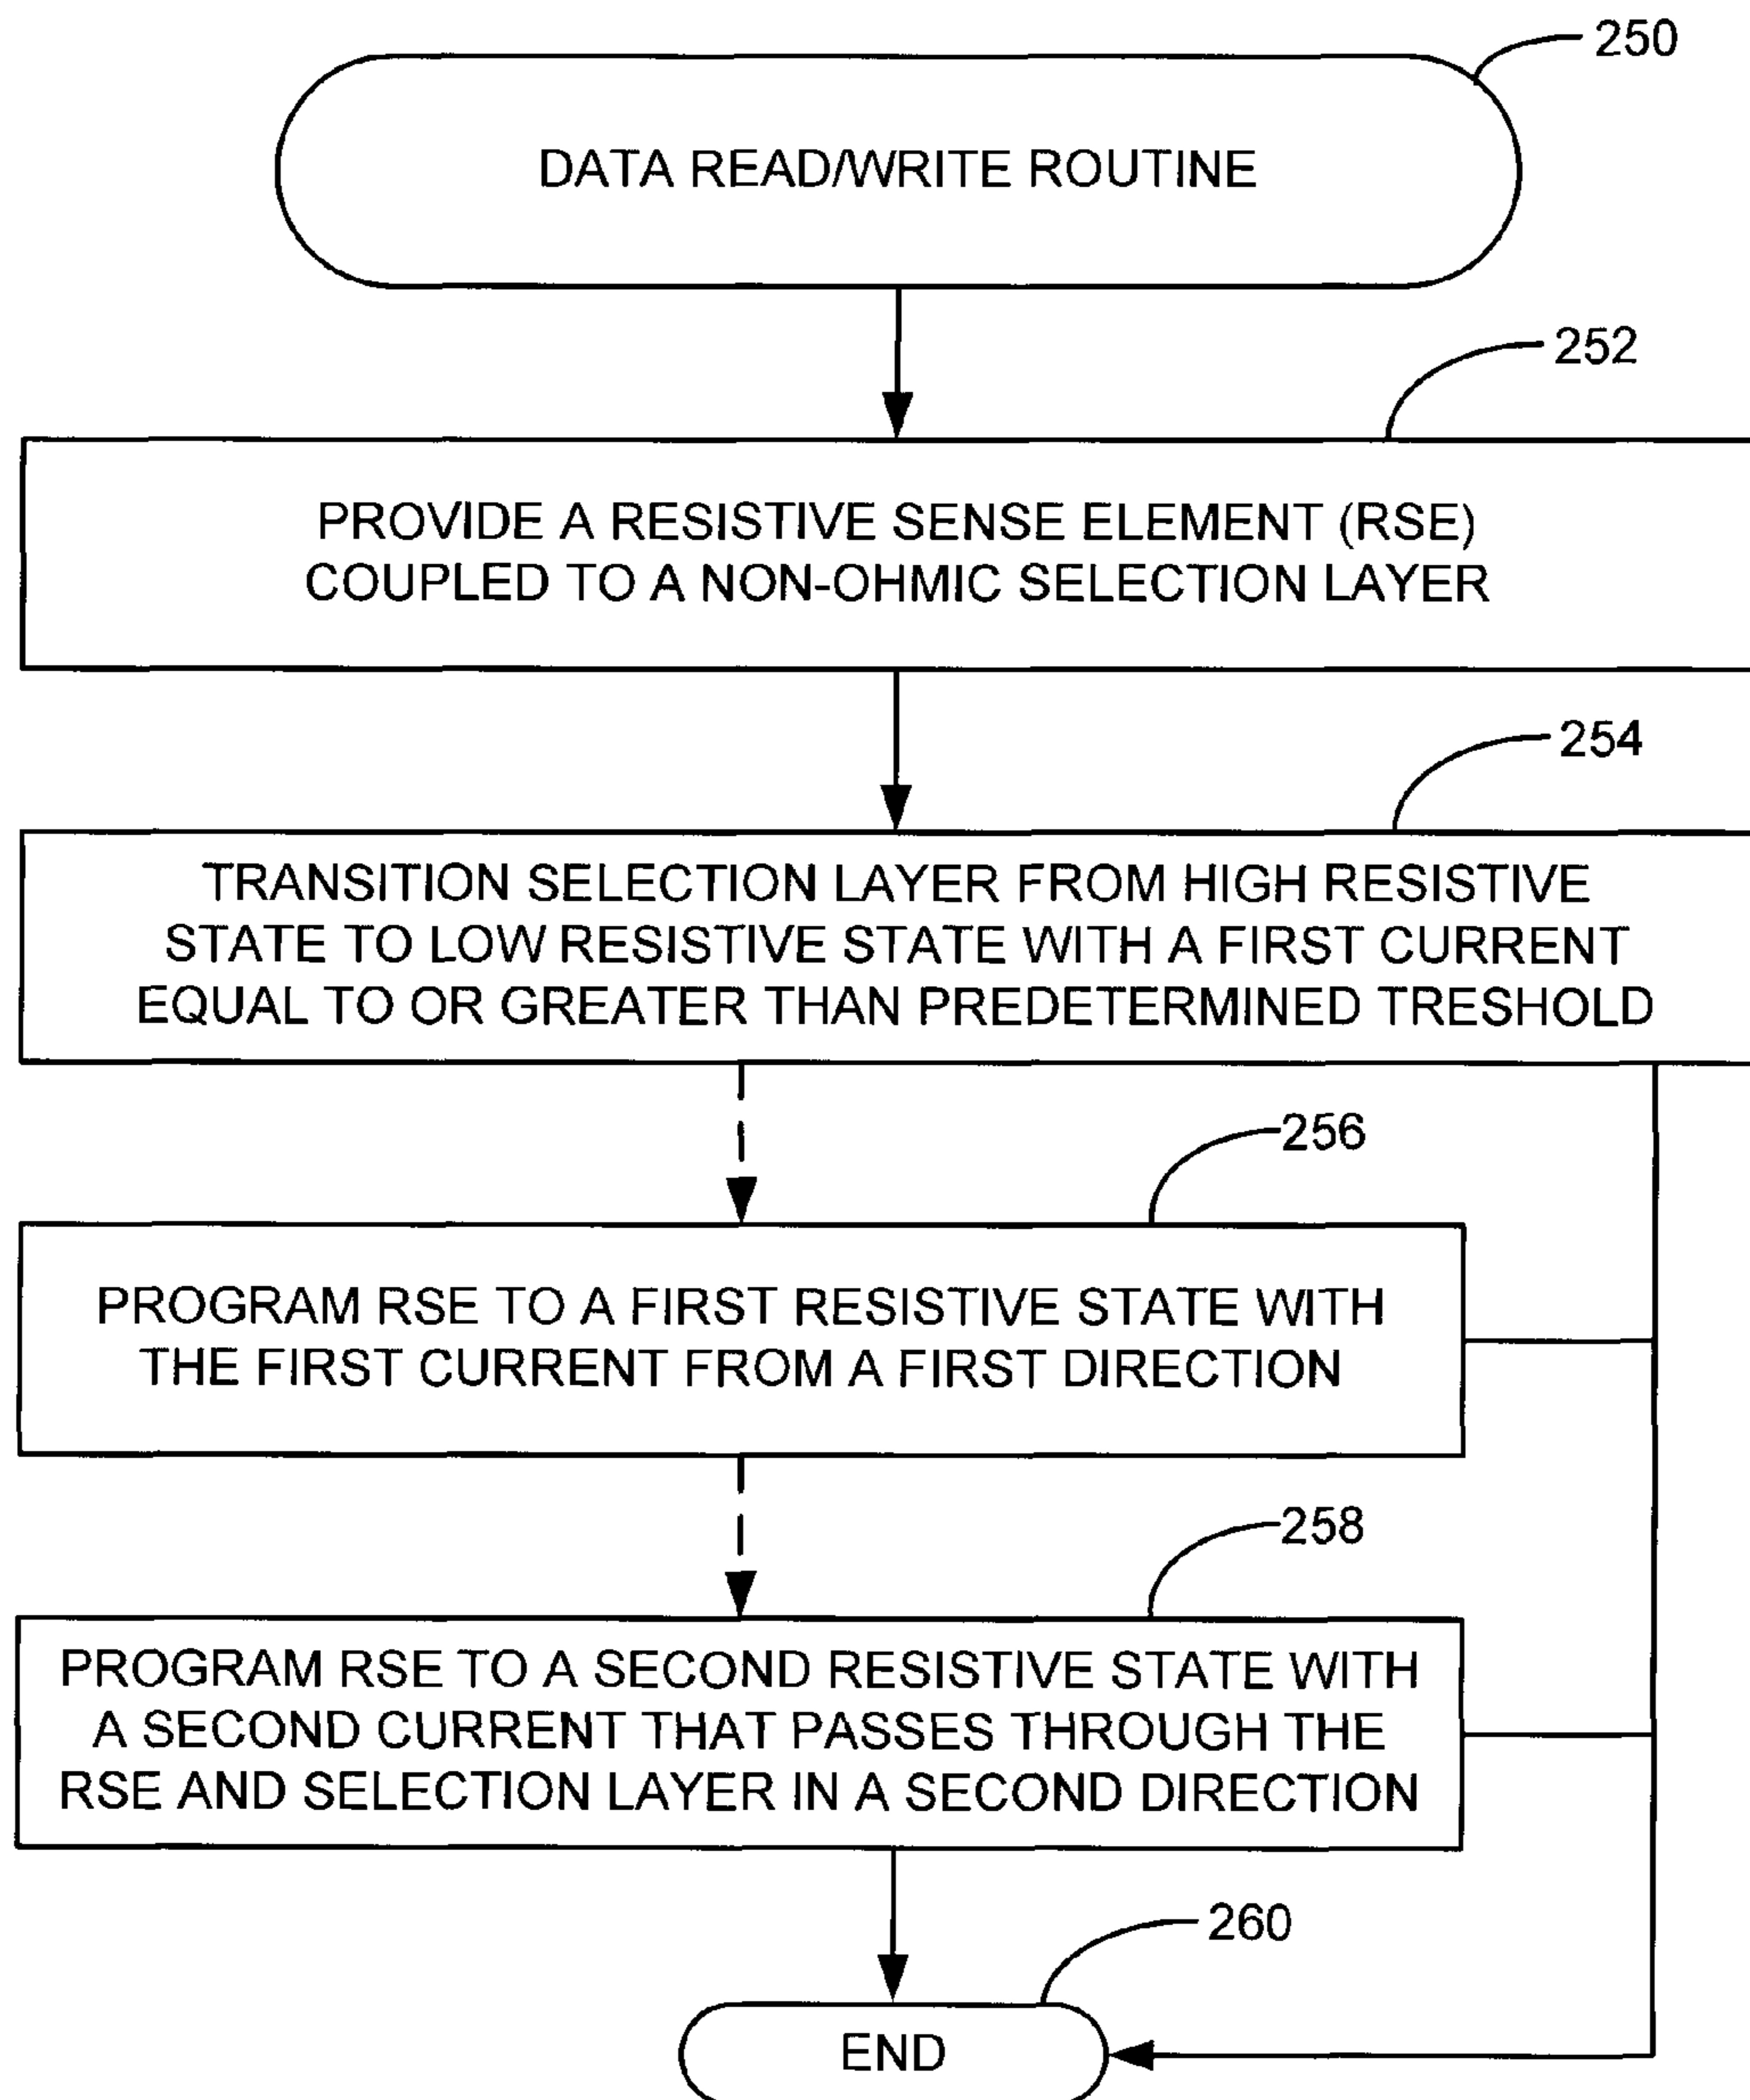 250
DATA READ/WRITE ROUTINE
252
PROVIDE A RESISTIVE SENSE ELEMENT (RSE)
COUPLED TO A NON-OHMIC SELECTION LAYER
254
TRANSITION SELECTION LAYER FROM HIGH RESISTIVE
STATE TO LOW RESISTIVE STATE WITH A FIRST CURRENT
EQUAL TO OR GREATER THAN PREDETERMINED TRESHOLD
256
PROGRAM RSE TO A FIRST RESISTIVE STATE WITH
THE FIRST CURRENT FROM A FIRST DIRECTION
258
PROGRAM RSE TO A SECOND RESISTIVE STATE WITH
A SECOND CURRENT THAT PASSES THROUGH THE
RSE AND SELECTION LAYER IN A SECOND DIRECTION
260
END